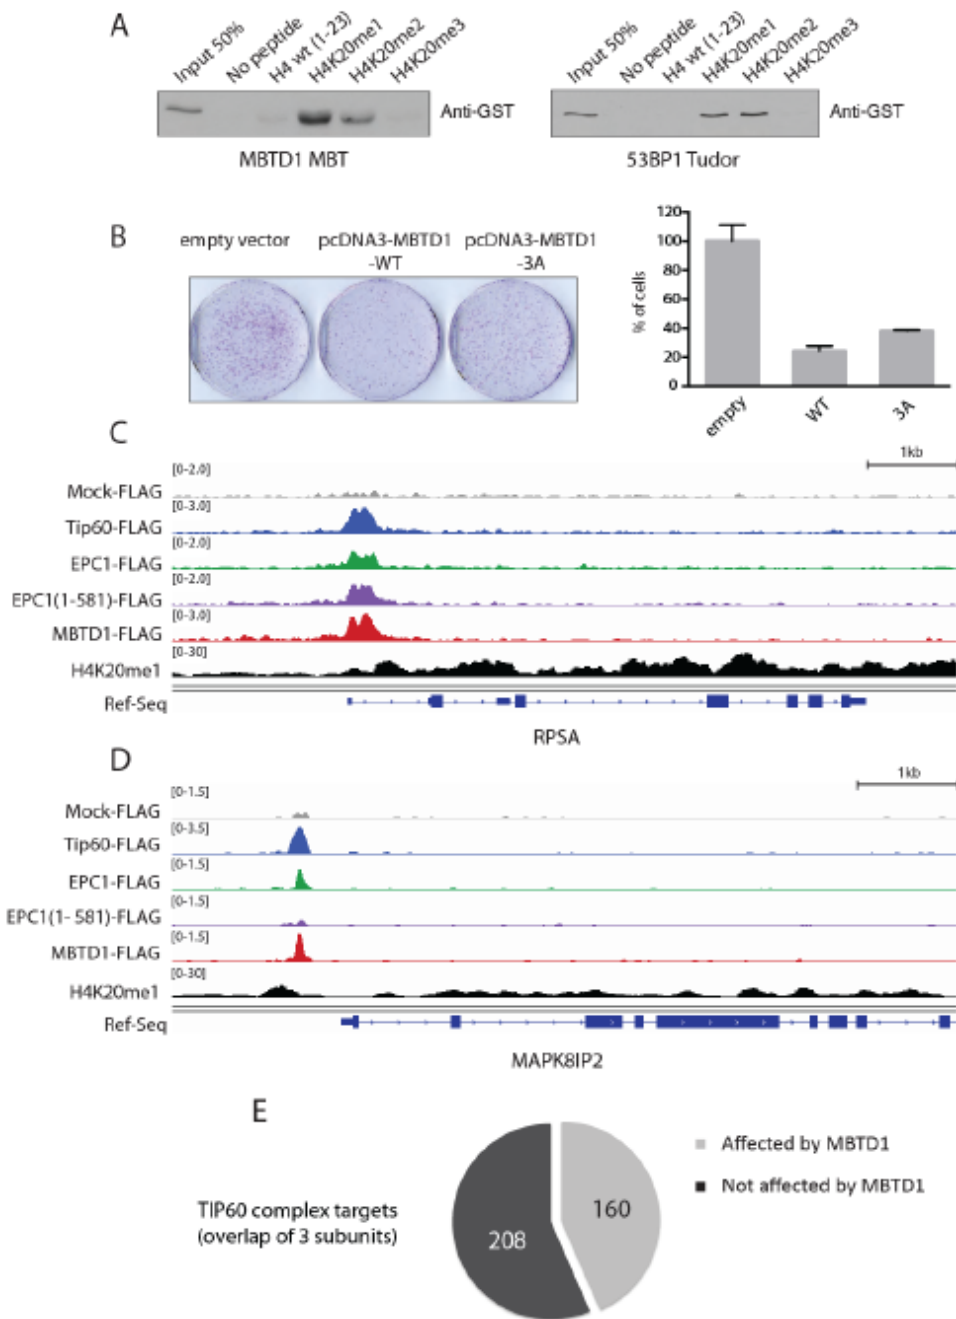 A
Input 50%
No peptide
H4 wt (1-23)
H4K20me1
H4K20me2
H4K20me3
Anti-GST
MBTD1 MBT
Input 50%
No peptide
H4 wt (1-23)
H4K20me1
H4K20me2
H4K20me3
Anti-GST
53BP1 Tudor
B
empty vector
pcDNA3-MBTD1
-WT
pcDNA3-MBTD1
-3A
% of cells
120
100
80
60
40
20
0
empty
WT
3A
C
1kb
[0-2.0]
Mock-FLAG
[0-3.0]
Tip60-FLAG
[0-2.0]
EPC1-FLAG
[0-2.0]
EPC1(1-581)-FLAG
[0-3.0]
MBTD1-FLAG
[0-30]
H4K20me1
Ref-Seq
RPSA
D
1kb
[0-1.5]
Mock-FLAG
[0-3.5]
Tip60-FLAG
[0-1.5]
EPC1-FLAG
[0-1.5]
EPC1(1- 581)-FLAG
[0-1.5]
MBTD1-FLAG
[0-30]
H4K20me1
Ref-Seq
MAPK8IP2
E
TIP60 complex targets
(overlap of 3 subunits)
208
160
Affected by MBTD1
Not affected by MBTD1